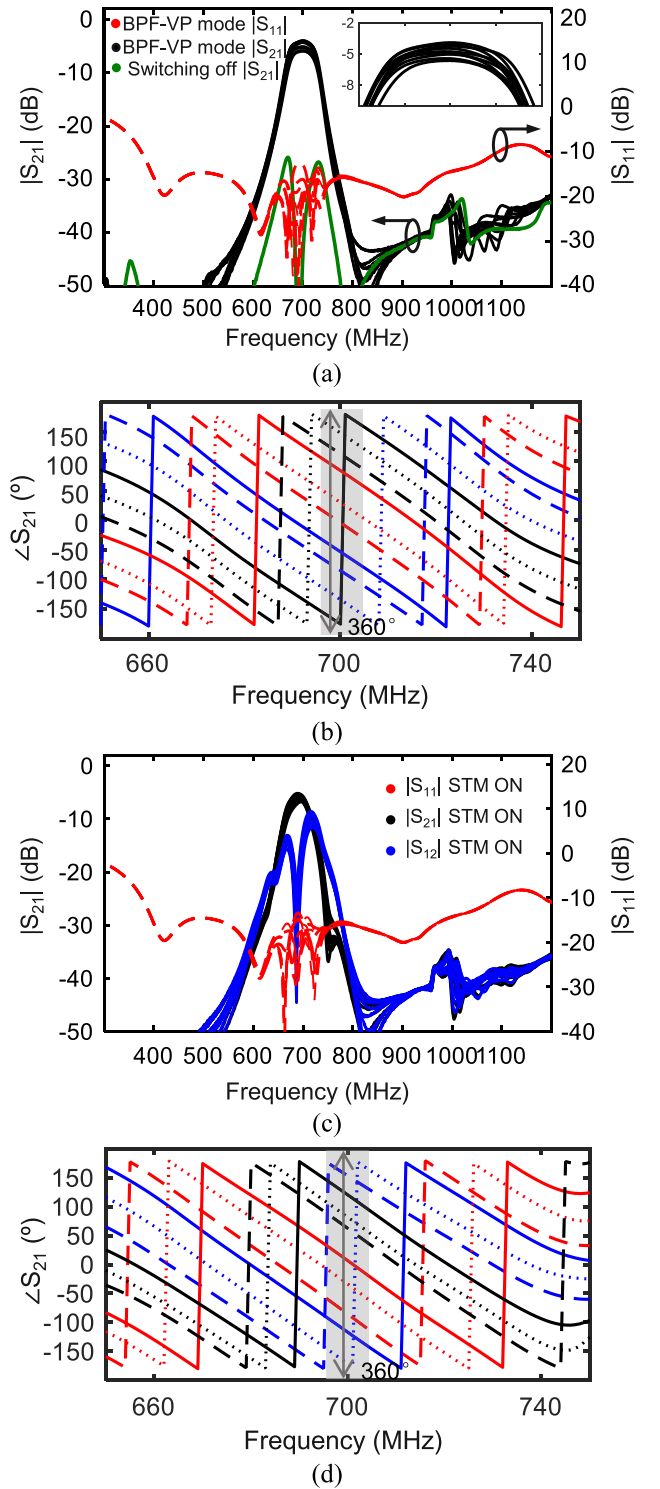 BPF-VP mode |S11|
BPF-VP mode |S21|
Switching off |S21|
-2
-5
-8
0
-10
-20
-30
-40
-50
|S21| (dB)
20
10
0
-10
-20
-30
-40
|S11| (dB)
400 500 600 700 800 900 1000 1100
Frequency (MHz)
(a)
150
100
50
0
-50
-100
-150
∠S21 (º)
360°
660 700 740
Frequency (MHz)
(b)
|S11| STM ON
|S21| STM ON
|S12| STM ON
0
-10
-20
-30
-40
-50
|S21| (dB)
20
10
0
-10
-20
-30
-40
|S11| (dB)
400 500 600 700 800 900 1000 1100
Frequency (MHz)
(c)
150
100
50
0
-50
-100
-150
∠S21 (º)
360°
660 700 740
Frequency (MHz)
(d)